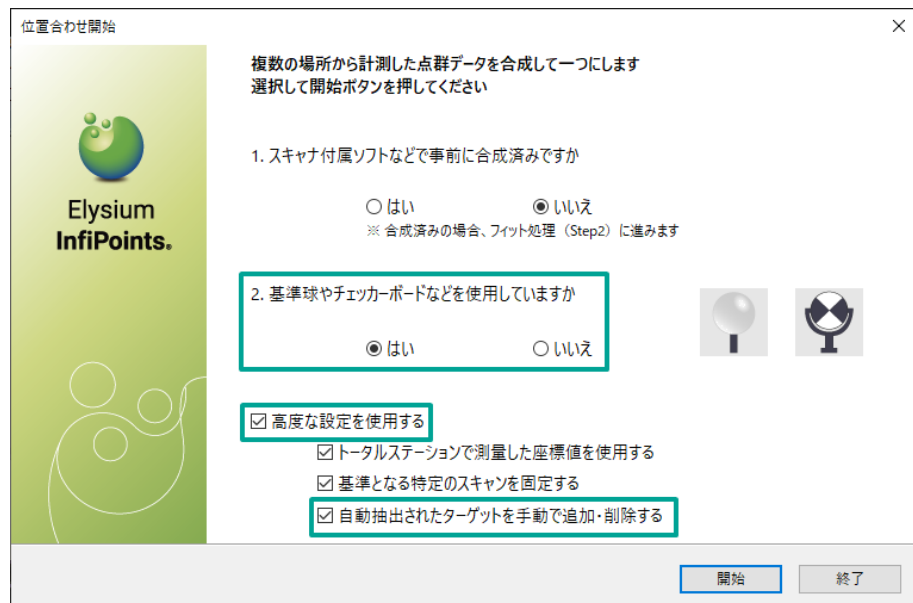 位置合わせ開始
複数の場所から計測した点群データを合成して一つにします
選択して開始ボタンを押してください
Elysium
InfiPoints®
1. スキャナ付属ソフトなどで事前に合成済みですか
はい
いいえ
※ 合成済みの場合、フィット処理（Step2）に進みます
2. 基準球やチェッカーボードなどを使用していますか
はい
いいえ
高度な設定を使用する
トータルステーションで測量した座標値を使用する
基準となる特定のスキャンを固定する
自動抽出されたターゲットを手動で追加・削除する
開始
終了